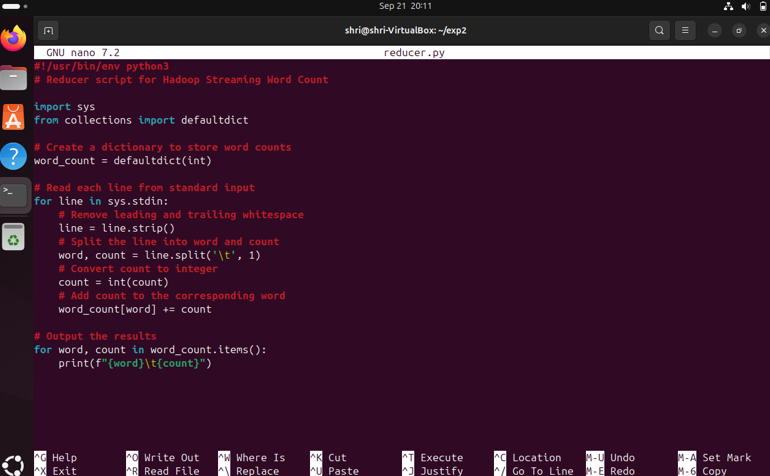 Sep 21 20:11
shri@shri-VirtualBox: ~/exp2
GNU nano 7.2 reducer.py
#!/usr/bin/env python3
# Reducer script for Hadoop Streaming Word Count

import sys
from collections import defaultdict

# Create a dictionary to store word counts
word_count = defaultdict(int)

# Read each line from standard input
for line in sys.stdin:
    # Remove leading and trailing whitespace
    line = line.strip()
    # Split the line into word and count
    word, count = line.split('\t', 1)
    # Convert count to integer
    count = int(count)
    # Add count to the corresponding word
    word_count[word] += count

# Output the results
for word, count in word_count.items():
    print(f"{word}\t{count}")

^G Help ^O Write Out ^W Where Is ^K Cut ^T Execute ^C Location M-U Undo M-A Set Mark
^X Exit ^R Read File ^\ Replace ^U Paste ^J Justify ^/ Go To Line M-E Redo M-6 Copy